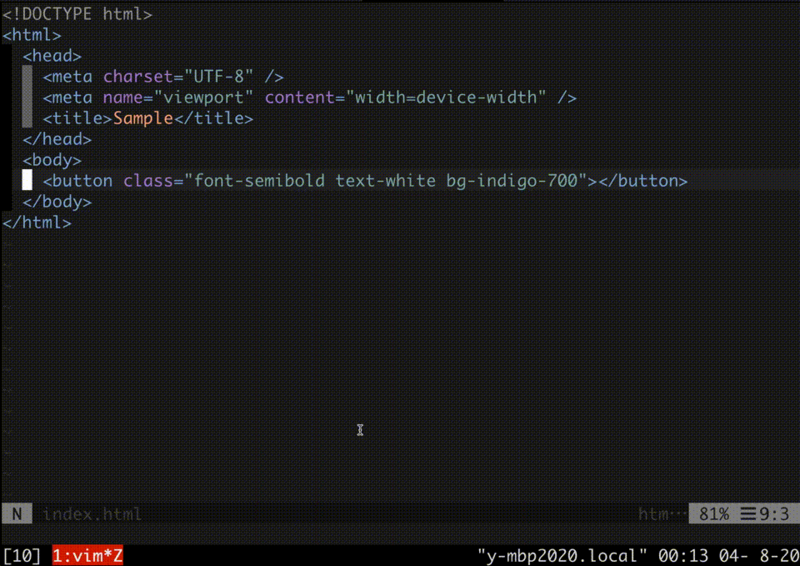 <!DOCTYPE html>
<html>
<head>
<meta charset="UTF-8" />
<meta name="viewport" content="width=device-width" />
<title>Sample</title>
</head>
<body>
<button class="font-semibold text-white bg-indigo-700"></button>
</body>
</html>
N index.html htm… 81% ☰9:3
[10] 1:vim*Z "y-mbp2020.local" 00:13 04- 8-20